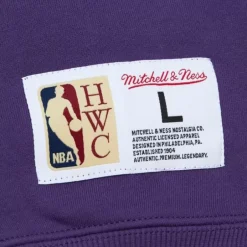 Mitchell & Ness
HWC
NBA
L
MITCHELL & NESS NOSTALGIA CO.
AUTHENTIC APPAREL
DESIGNED IN PHILADELPHIA, PA
ESTABLISHED 1904
AUTHENTIC. PREMIUM. LEGENDARY.